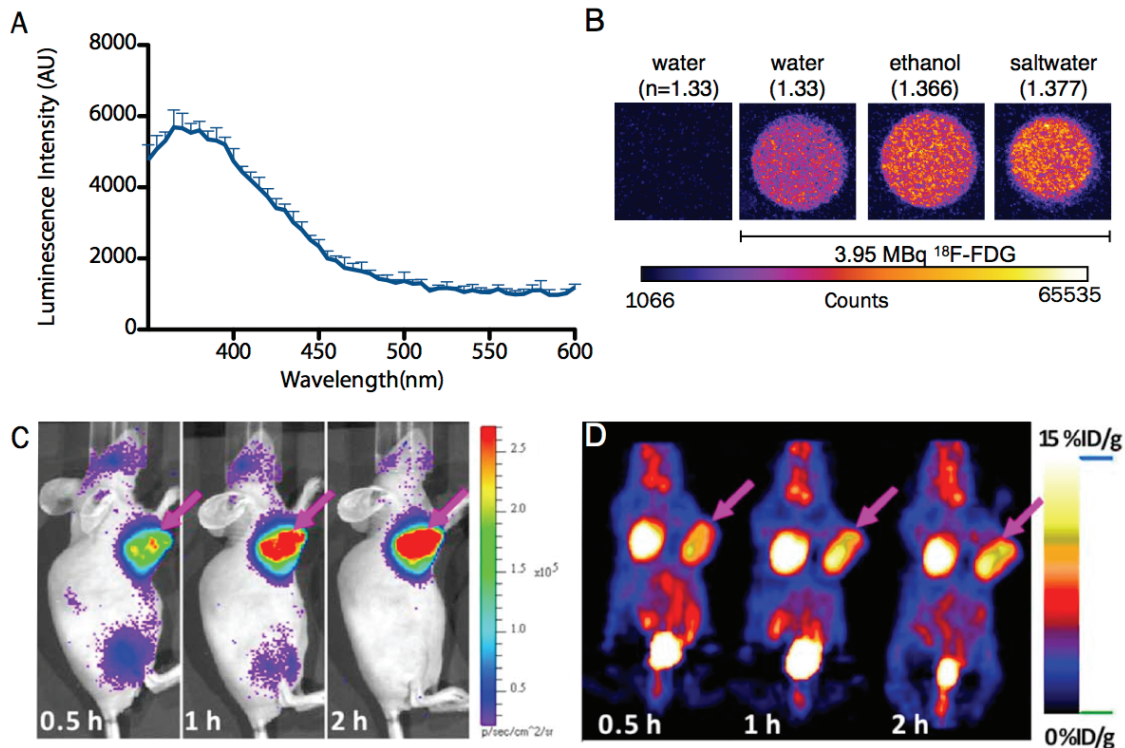 A
8000
6000
4000
2000
0
Luminescence Intensity (AU)
400
450
500
550
600
Wavelength(nm)
B
water
(n=1.33)
water
(1.33)
ethanol
(1.366)
saltwater
(1.377)
3.95 MBq ¹⁸F-FDG
1066
Counts
65535
C
0.5 h
1 h
2 h
2.5
2.0
1.5
x10⁵
1.0
0.5
p/sec/cm^2/sr
D
0.5 h
1 h
2 h
15 %ID/g
0%ID/g